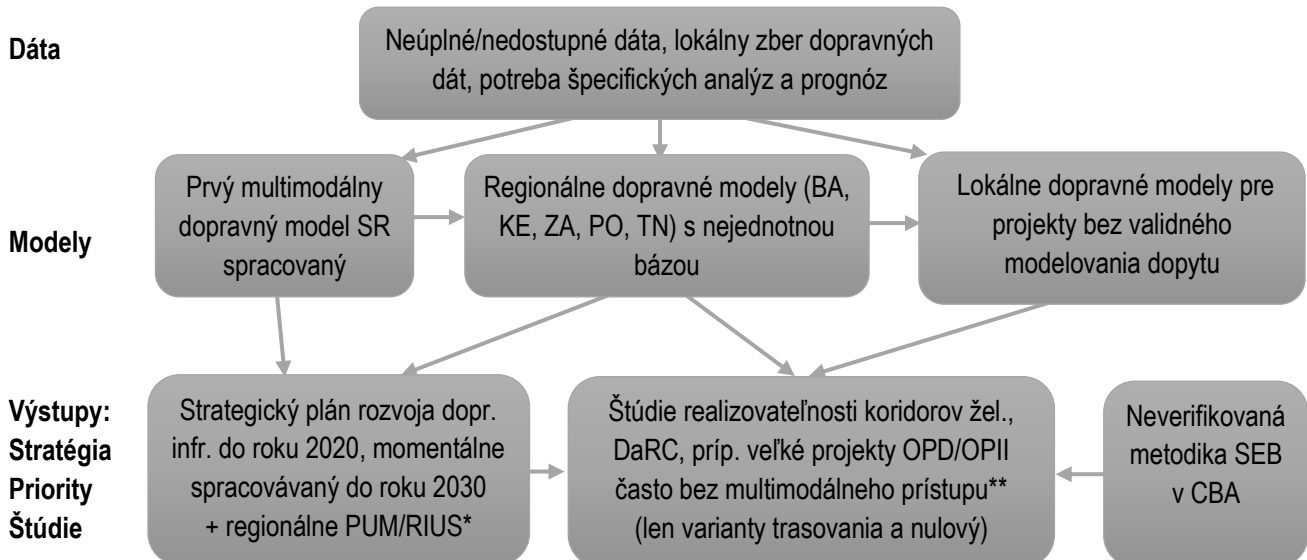 Dáta
Neúplné/nedostupné dáta, lokálny zber dopravných
dát, potreba špecifických analýz a prognóz
Modely
Prvý multimodálny
dopravný model SR
spracovaný
Regionálne dopravné modely (BA,
KE, ZA, PO, TN) s nejednotnou
bázou
Lokálne dopravné modely pre
projekty bez validného
modelovania dopytu
Výstupy:
Stratégia
Priority
Štúdie
Strategický plán rozvoja dopr.
infr. do roku 2020, momentálne
spracovávaný do roku 2030
+ regionálne PUM/RIUS*
Štúdie realizovateľnosti koridorov žel.,
DaRC, príp. veľké projekty OPD/OPII
často bez multimodálneho prístupu**
(len varianty trasovania a nulový)
Neverifikovaná
metodika SEB
v CBA